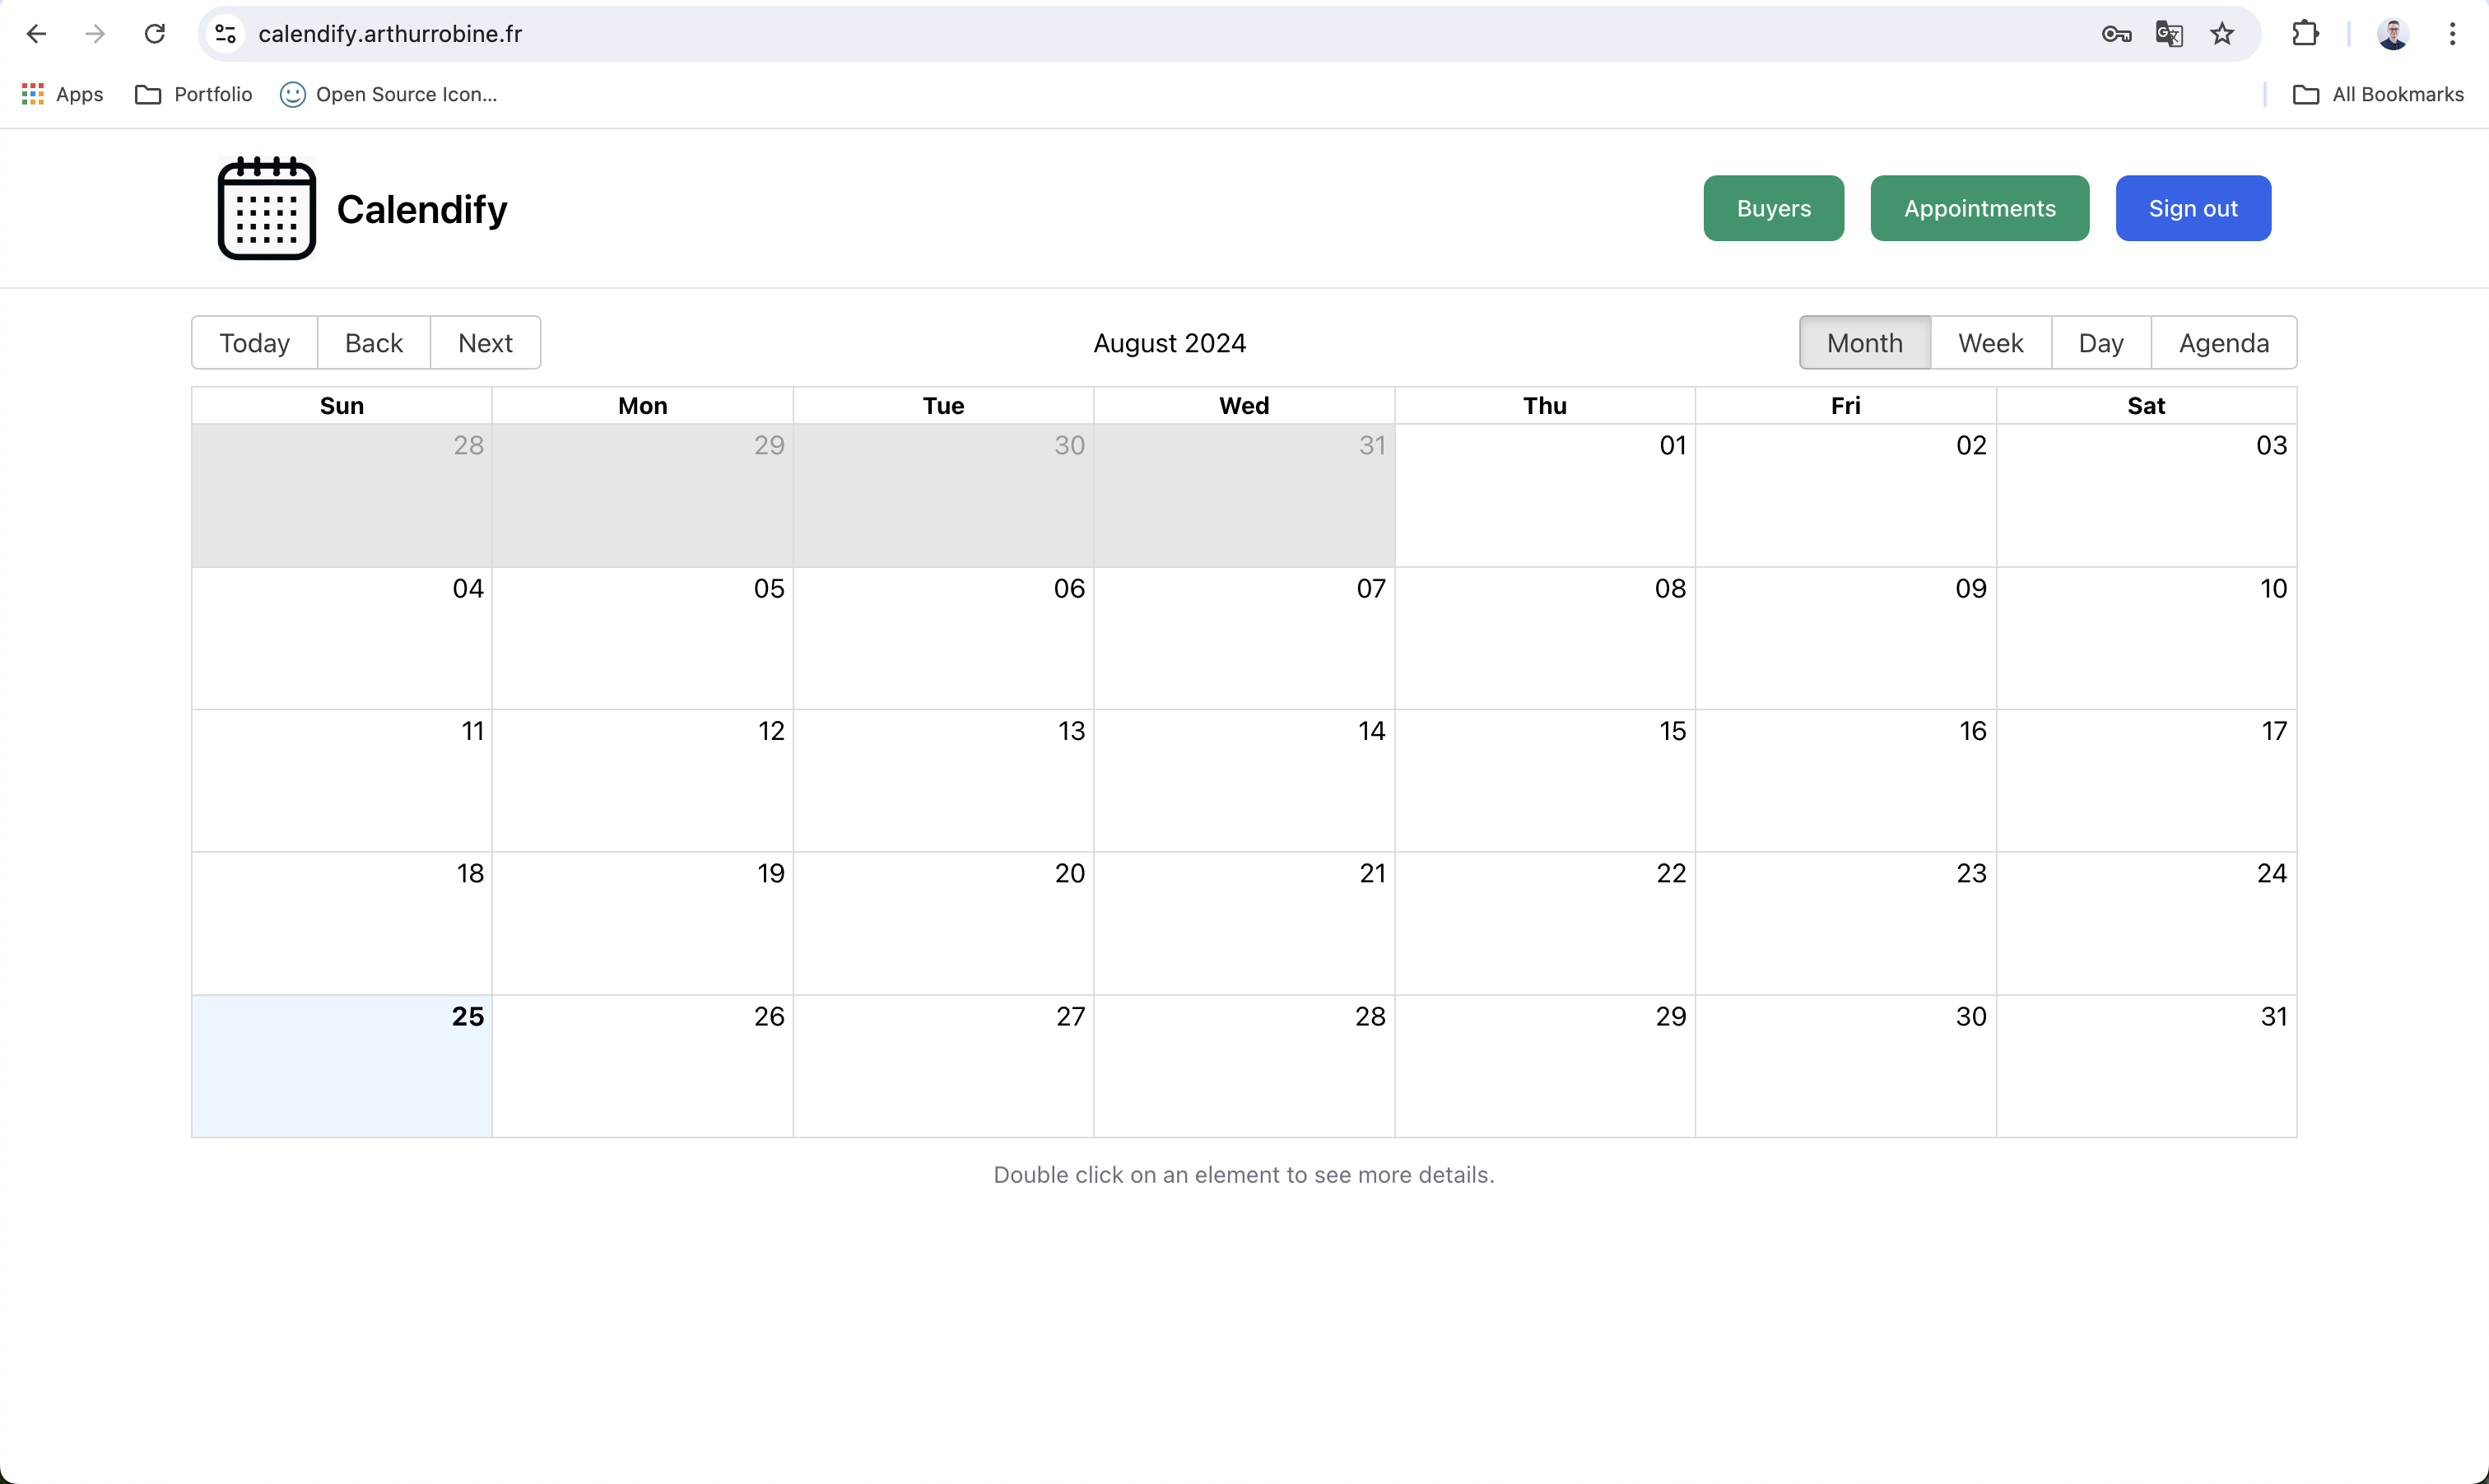 calendify.arthurrobine.fr
Apps Portfolio Open Source Icon... All Bookmarks
Calendify Buyers Appointments Sign out
Today Back Next August 2024 Month Week Day Agenda
Sun Mon Tue Wed Thu Fri Sat
28 29 30 31 01 02 03
04 05 06 07 08 09 10
11 12 13 14 15 16 17
18 19 20 21 22 23 24
25 26 27 28 29 30 31
Double click on an element to see more details.